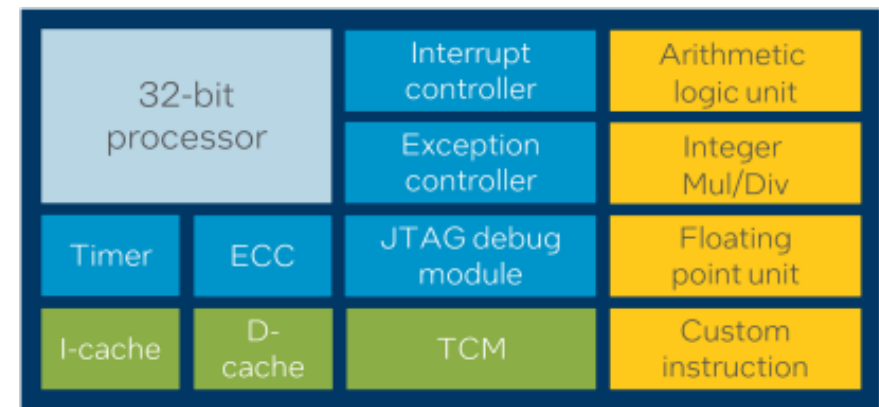 32-bit
processor
Interrupt
controller
Arithmetic
logic unit
Exception
controller
Integer
Mul/Div
Timer
ECC
JTAG debug
module
Floating
point unit
I-cache
D-
cache
TCM
Custom
instruction